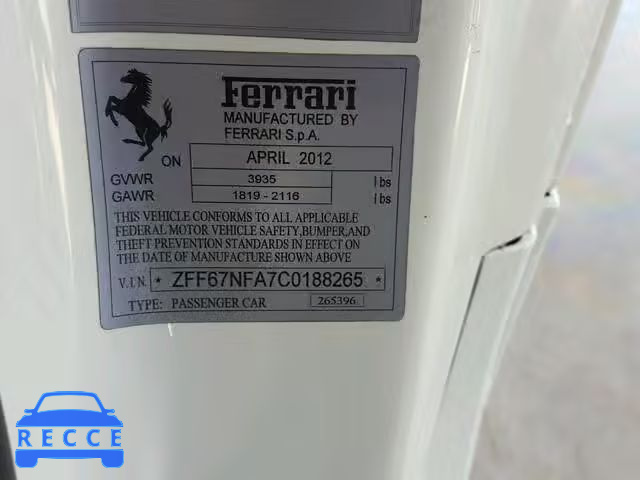 Ferrari
MANUFACTURED BY
FERRARI S.p.A.
ON APRIL 2012
GVWR 3935 lbs
GAWR 1819 - 2116 lbs
THIS VEHICLE CONFORMS TO ALL APPLICABLE
FEDERAL MOTOR VEHICLE SAFETY,BUMPER,AND
THEFT PREVENTION STANDARDS IN EFFECT ON
THE DATE OF MANUFACTURE SHOWN ABOVE
V.I.N. * ZFF67NFA7C0188265 *
TYPE: PASSENGER CAR 265396
RECCE